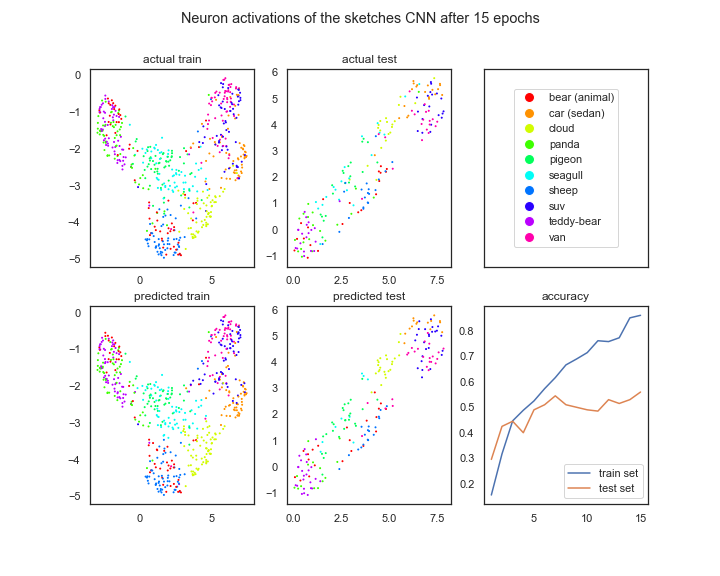 Neuron activations of the sketches CNN after 15 epochs
actual train
0
−1
−2
−3
−4
−5
0 5
actual test
6
5
4
3
2
1
0
−1
0.0 2.5 5.0 7.5
bear (animal)
car (sedan)
cloud
panda
pigeon
seagull
sheep
suv
teddy-bear
van
predicted train
0
−1
−2
−3
−4
−5
0 5
predicted test
6
5
4
3
2
1
0
−1
0.0 2.5 5.0 7.5
accuracy
0.8
0.7
0.6
0.5
0.4
0.3
0.2
train set
test set
5 10 15